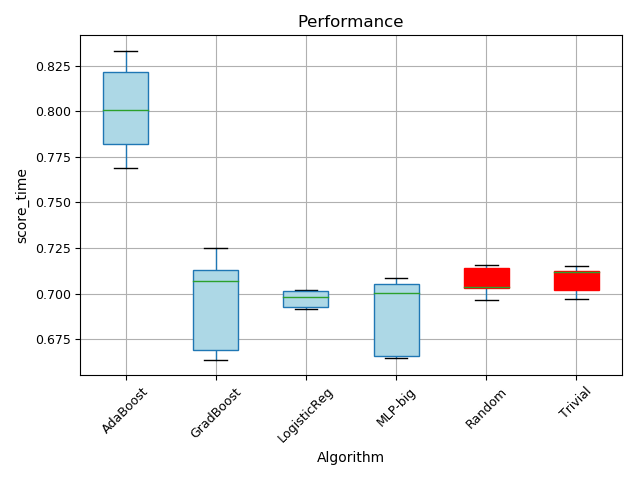 Performance
score_time
0.825
0.800
0.775
0.750
0.725
0.700
0.675
AdaBoost
GradBoost
LogisticReg
MLP-big
Random
Trivial
Algorithm